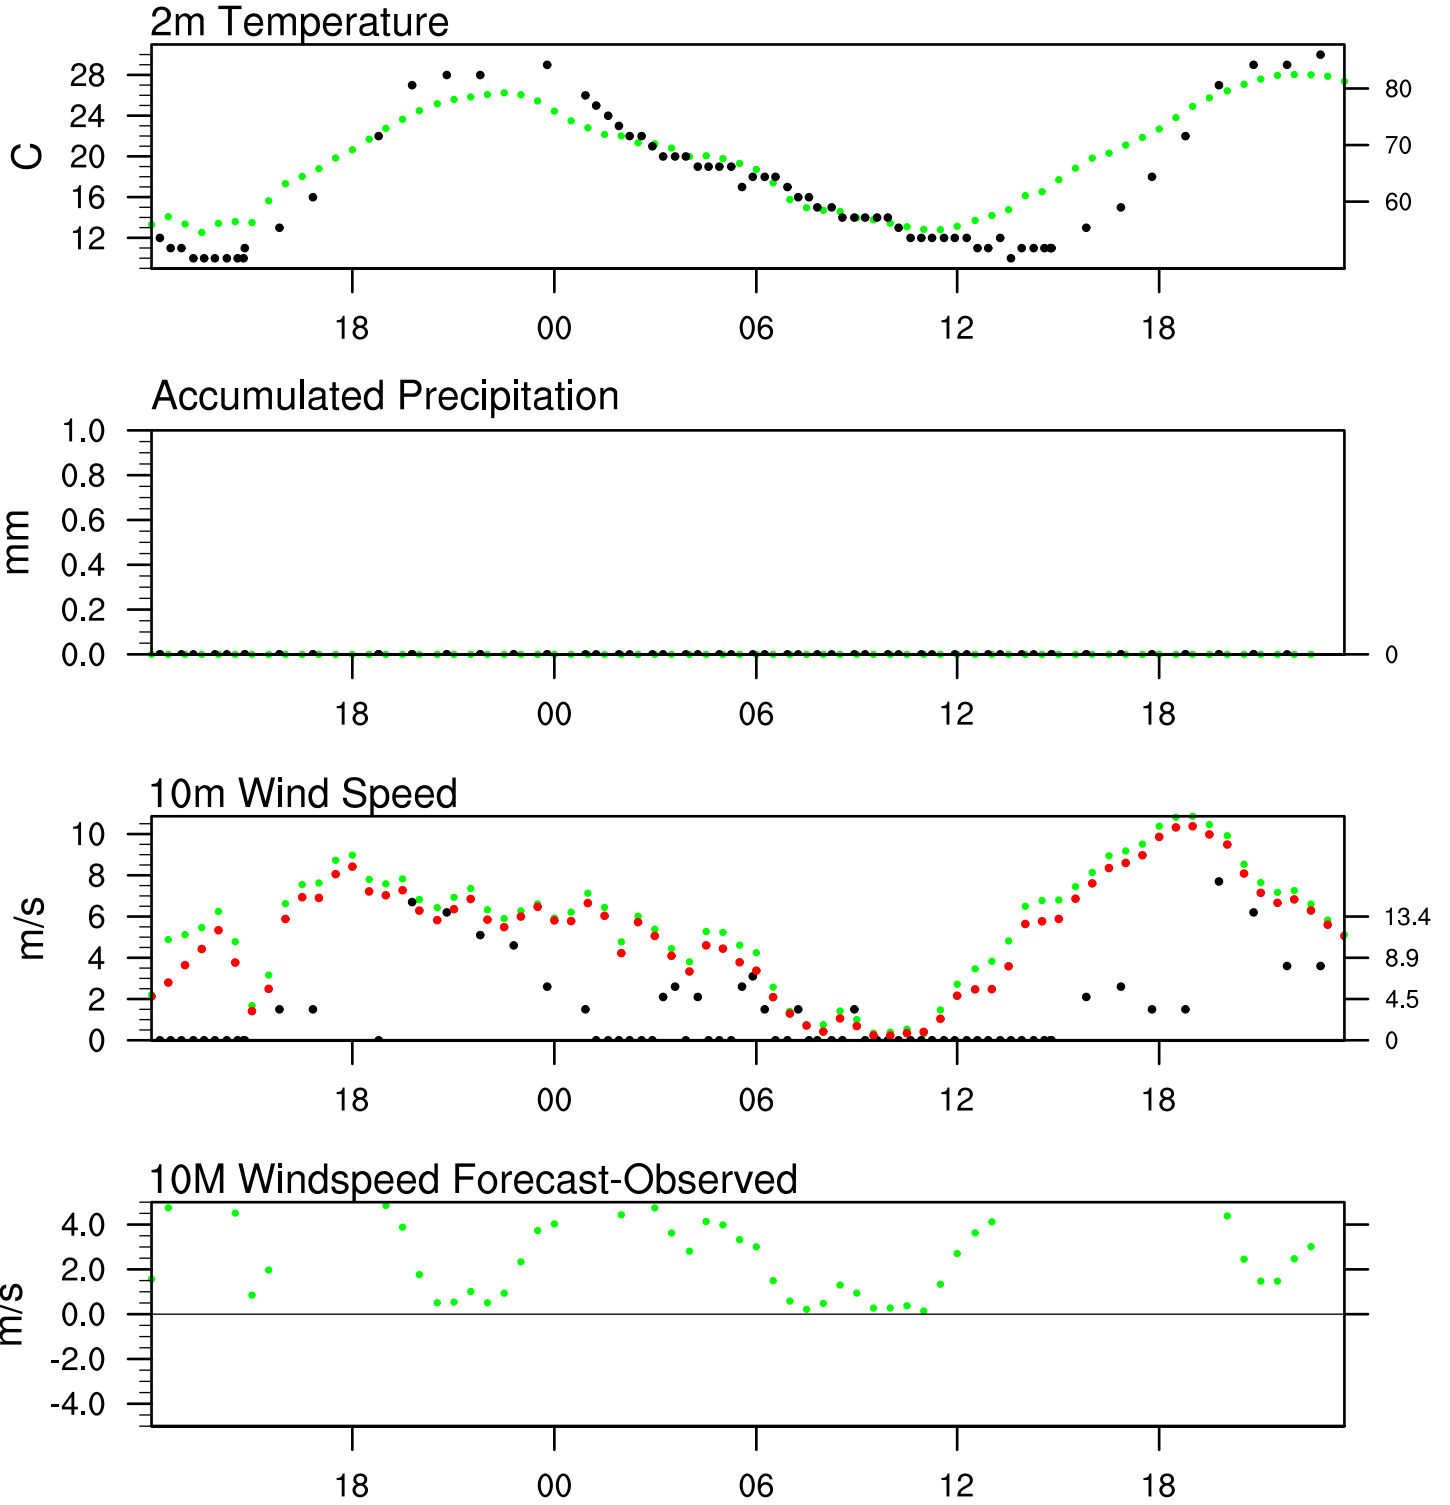 2m Temperature
28
24
20
16
12
C
80
70
60
18 00 06 12 18
Accumulated Precipitation
1.0
0.8
0.6
0.4
0.2
0.0
mm
0
18 00 06 12 18
10m Wind Speed
10
8
6
4
2
0
m/s
13.4
8.9
4.5
0
18 00 06 12 18
10M Windspeed Forecast-Observed
4.0
2.0
0.0
-2.0
-4.0
m/s
18 00 06 12 18